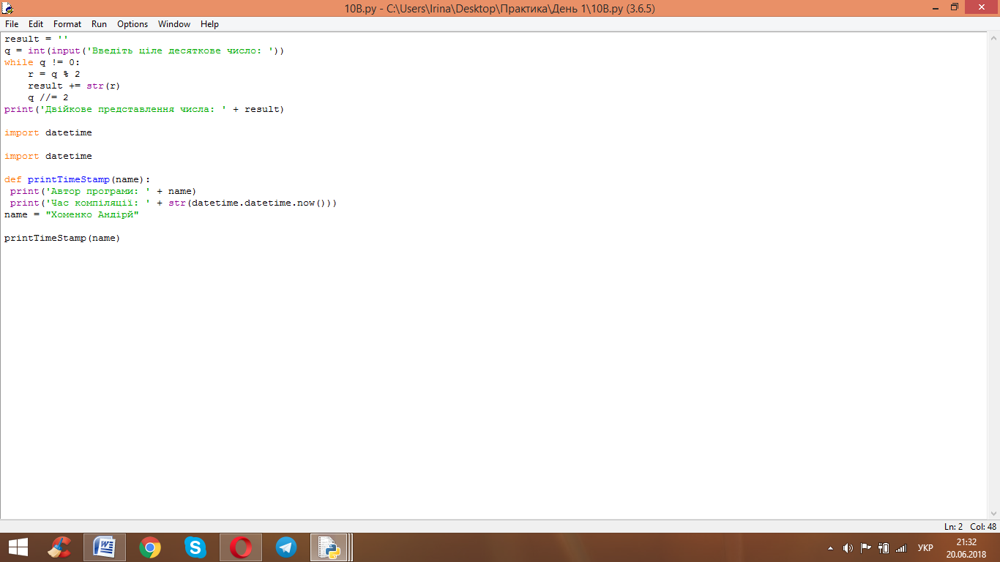 10B.py - C:\Users\Irina\Desktop\Практика\День 1\10B.py (3.6.5)
File Edit Format Run Options Window Help
result = ''
q = int(input('Введіть ціле десяткове число: '))
while q != 0:
    r = q % 2
    result += str(r)
    q //= 2
print('Двійкове представлення числа: ' + result)
import datetime
import datetime
def printTimeStamp(name):
 print('Автор програми: ' + name)
 print('Час компіляції: ' + str(datetime.datetime.now()))
name = "Хоменко Андірй"
printTimeStamp(name)
Ln: 2 Col: 48
УКР
21:32
20.06.2018